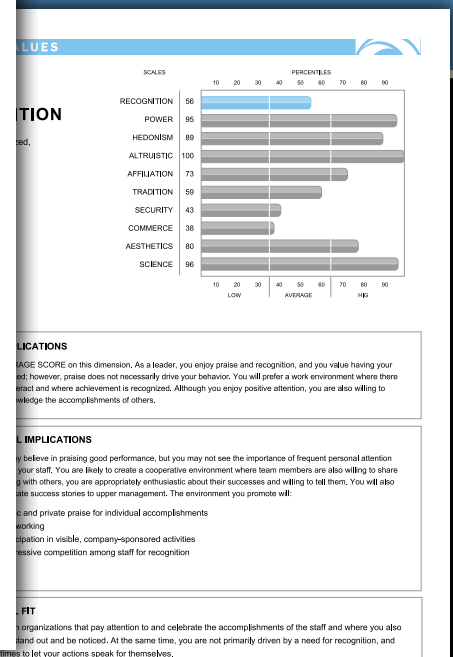 ALUES
SCALES PERCENTILES
10 20 30 40 50 60 70 80 90
RECOGNITION 56
POWER 95
HEDONISM 89
ALTRUISTIC 100
AFFILIATION 73
TRADITION 59
SECURITY 43
COMMERCE 38
AESTHETICS 80
SCIENCE 96
10 20 30 40 50 60 70 80 90
LOW AVERAGE HIG
ITION
zed,
LICATIONS
RAGE SCORE on this dimension. As a leader, you enjoy praise and recognition, and you value having your
ed; however, praise does not necessarily drive your behavior. You will prefer a work environment where there
eract and where achievement is recognized. Although you enjoy positive attention, you are also willing to
wledge the accomplishments of others.
L IMPLICATIONS
y believe in praising good performance, but you may not see the importance of frequent personal attention
your staff. You are likely to create a cooperative environment where team members are also willing to share
g with others, you are appropriately enthusiastic about their successes and willing to tell them. You will also
ate success stories to upper management. The environment you promote will:
c and private praise for individual accomplishments
working
cipation in visible, company-sponsored activities
ressive competition among staff for recognition
FIT
n organizations that pay attention to and celebrate the accomplishments of the staff and where you also
stand out and be noticed. At the same time, you are not primarily driven by a need for recognition, and
times to let your actions speak for themselves.